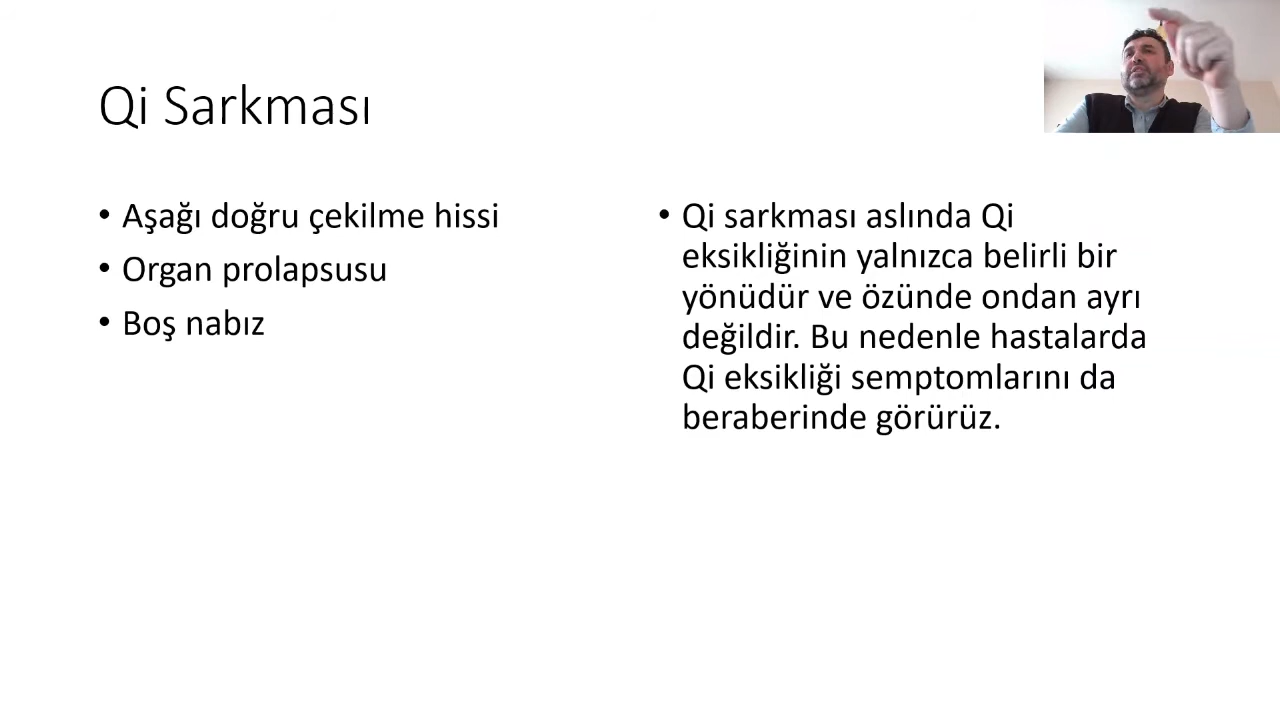 Qi Sarkması
• Aşağı doğru çekilme hissi
• Organ prolapsusu
• Boş nabız
• Qi sarkması aslında Qi
eksikliğinin yalnızca belirli bir
yönüdür ve özünde ondan ayrı
değildir. Bu nedenle hastalarda
Qi eksikliği semptomlarını da
beraberinde görürüz.